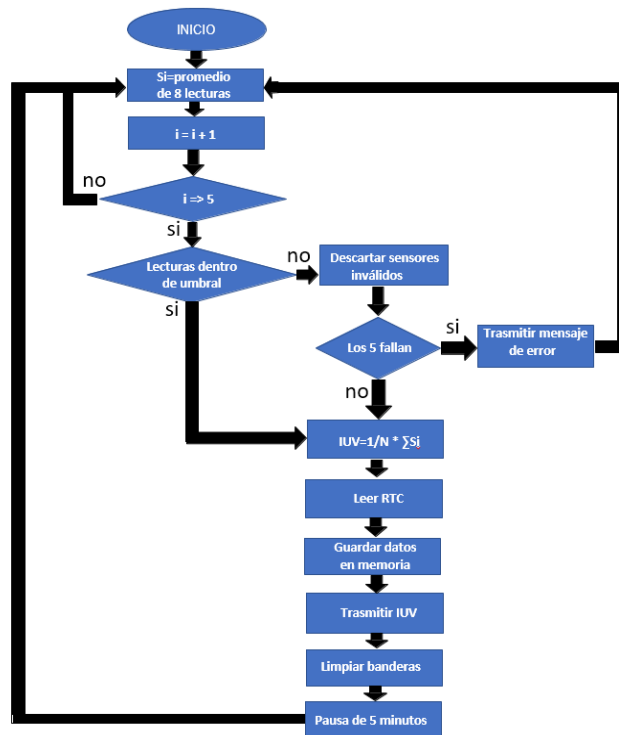 INICIO
Si=promedio
de 8 lecturas
i = i + 1
no
i => 5
si
Lecturas dentro
de umbral
no
Descartar sensores
inválidos
si
Los 5 fallan
si
Trasmitir mensaje
de error
no
IUV=1/N * ∑Si
Leer RTC
Guardar datos
en memoria
Trasmitir IUV
Limpiar banderas
Pausa de 5 minutos